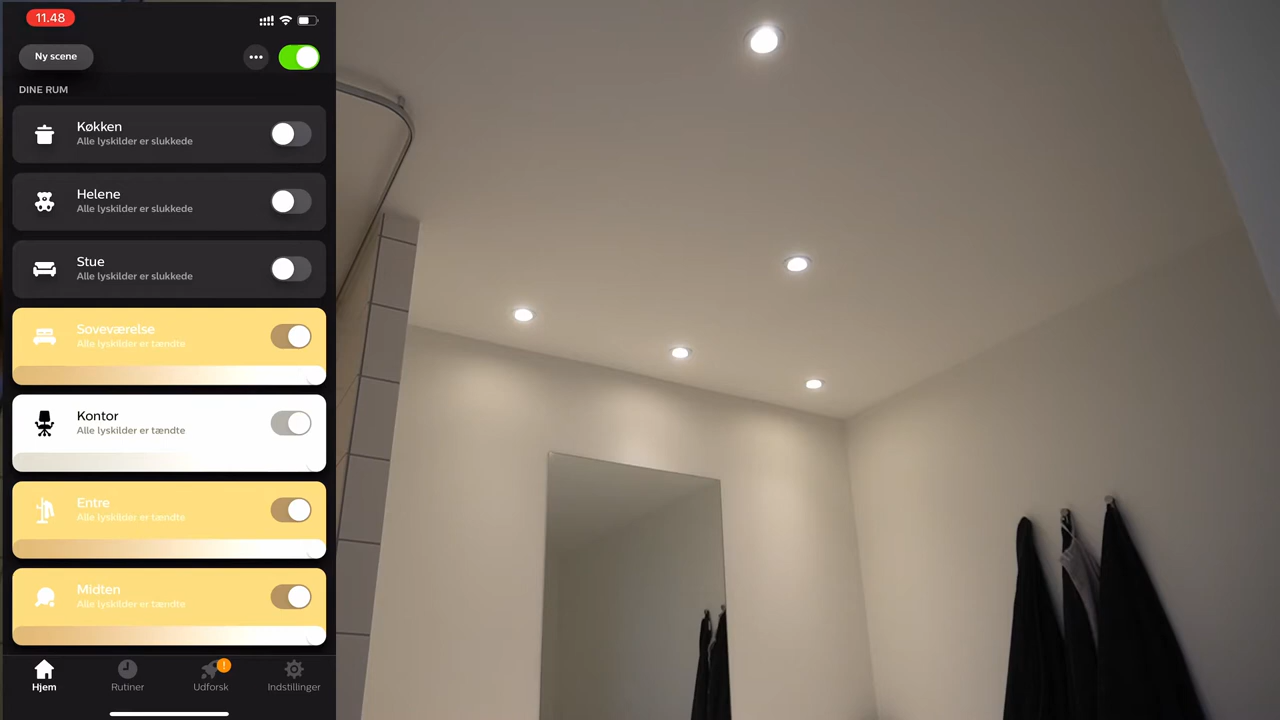 11.48
Ny scene
DINE RUM
Køkken
Alle lyskilder er slukkede
Helene
Alle lyskilder er slukkede
Stue
Alle lyskilder er slukkede
Soveværelse
Alle lyskilder er tændte
Kontor
Alle lyskilder er tændte
Entre
Alle lyskilder er tændte
Midten
Alle lyskilder er tændte
!
Hjem
Rutiner
Udforsk
Indstillinger